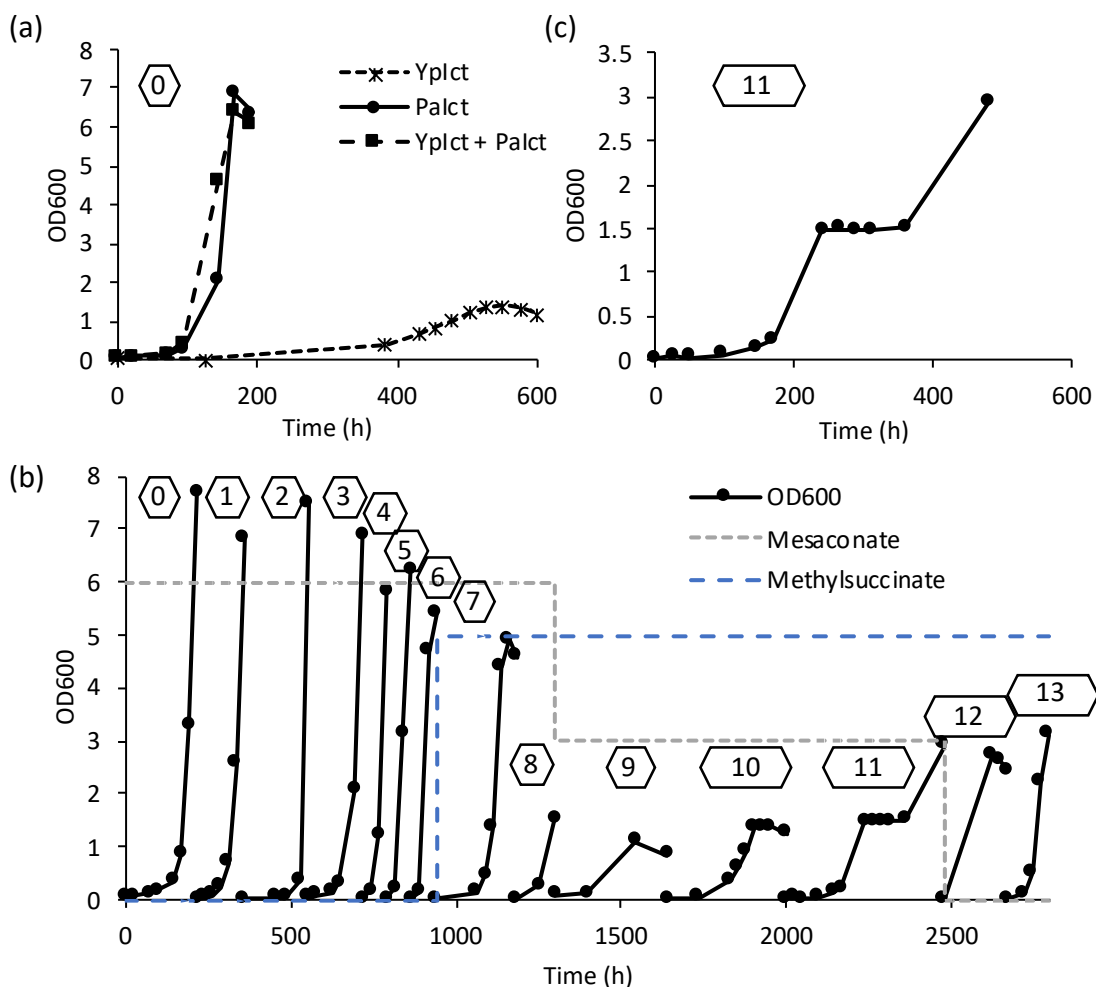 (a)
8
7
6
5
4
3
2
1
0
OD600
0
YpIct
PaIct
YpIct + PaIct
0 200 400 600
Time (h)
(c)
3.5
3
2.5
2
1.5
1
0.5
0
OD600
11
0 200 400 600
Time (h)
(b)
8
7
6
5
4
3
2
1
0
OD600
0 1 2 3 4 5 6 7 8 9 10 11 12 13
OD600
Mesaconate
Methylsuccinate
0 500 1000 1500 2000 2500
Time (h)